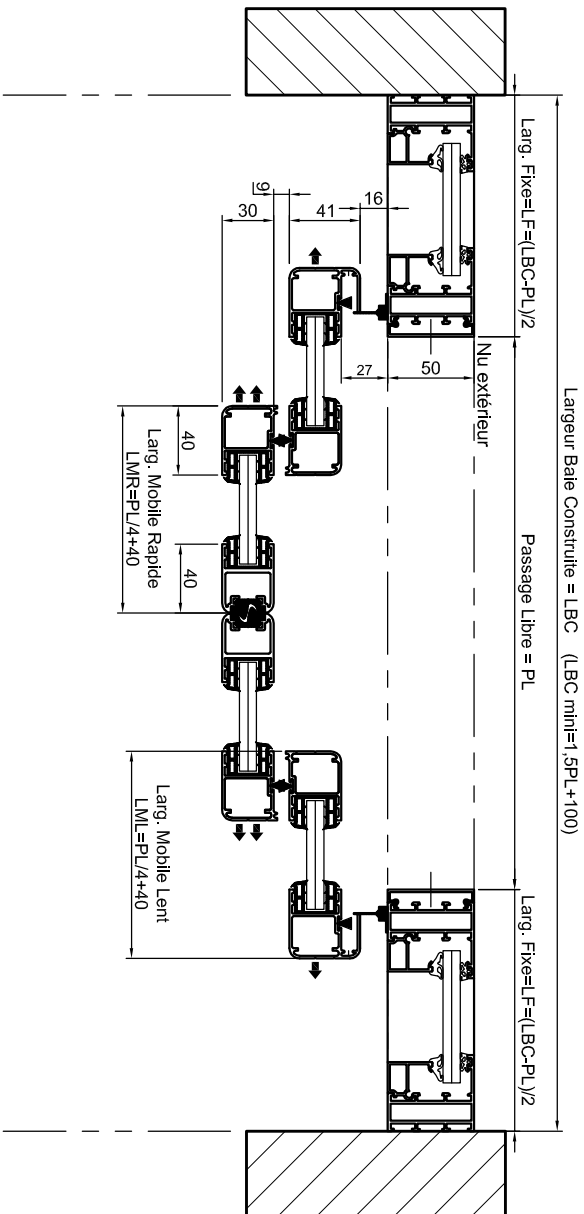 Largeur Baie Construite = LBC (LBC mini=1,5PL+100)
Larg. Fixe=LF=(LBC-PL)/2
Passage Libre = PL
Larg. Fixe=LF=(LBC-PL)/2
Nu extérieur
50
27
16
41
9
30
40
40
Larg. Mobile Rapide
LMR=PL/4+40
Larg. Mobile Lent
LML=PL/4+40